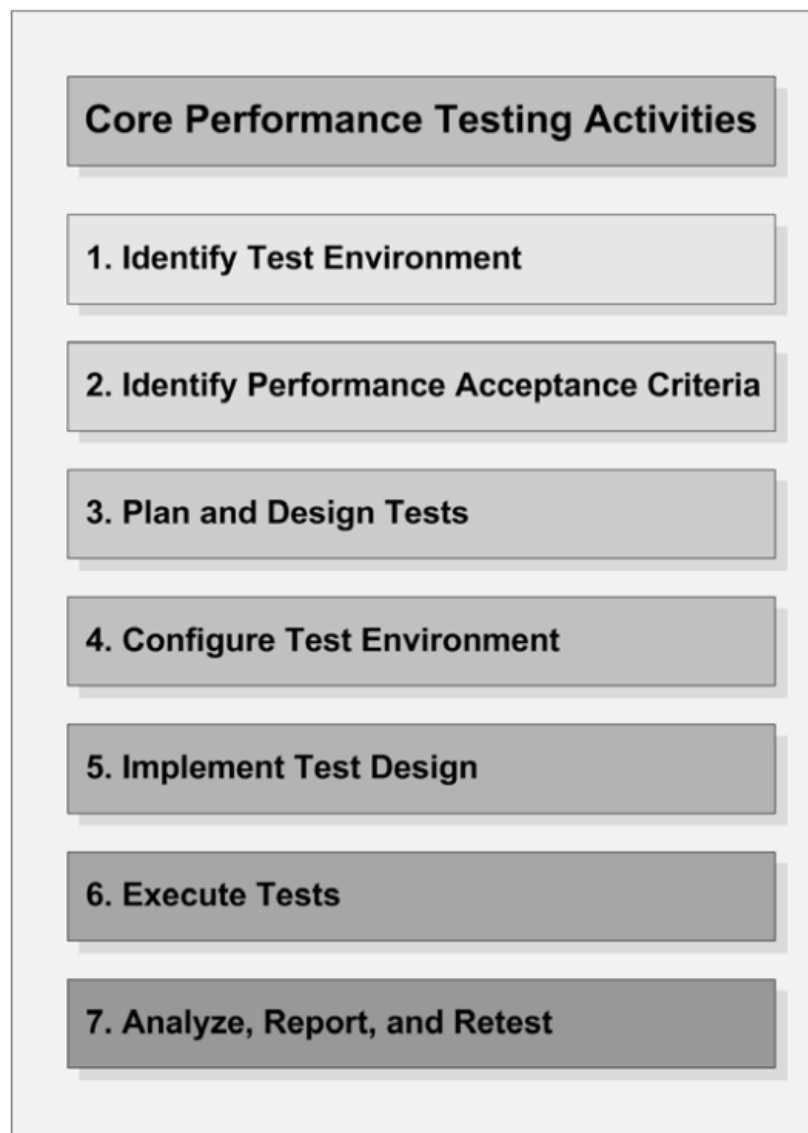 Core Performance Testing Activities
1. Identify Test Environment
2. Identify Performance Acceptance Criteria
3. Plan and Design Tests
4. Configure Test Environment
5. Implement Test Design
6. Execute Tests
7. Analyze, Report, and Retest